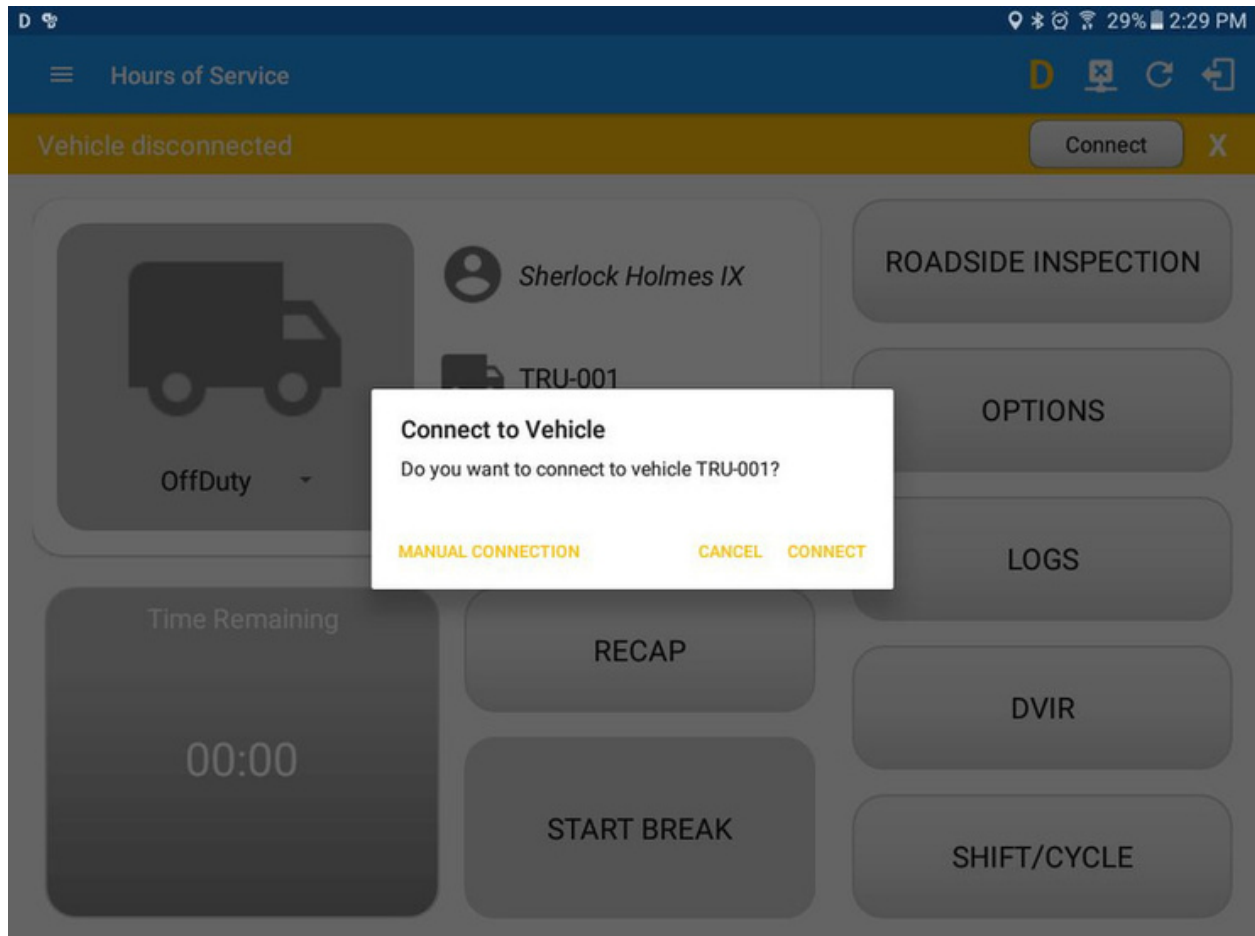 D 29% 2:29 PM
Hours of Service D
Vehicle disconnected Connect X
Sherlock Holmes IX
TRU-001
OffDuty
Connect to Vehicle
Do you want to connect to vehicle TRU-001?
MANUAL CONNECTION CANCEL CONNECT
Time Remaining
00:00
RECAP
START BREAK
ROADSIDE INSPECTION
OPTIONS
LOGS
DVIR
SHIFT/CYCLE